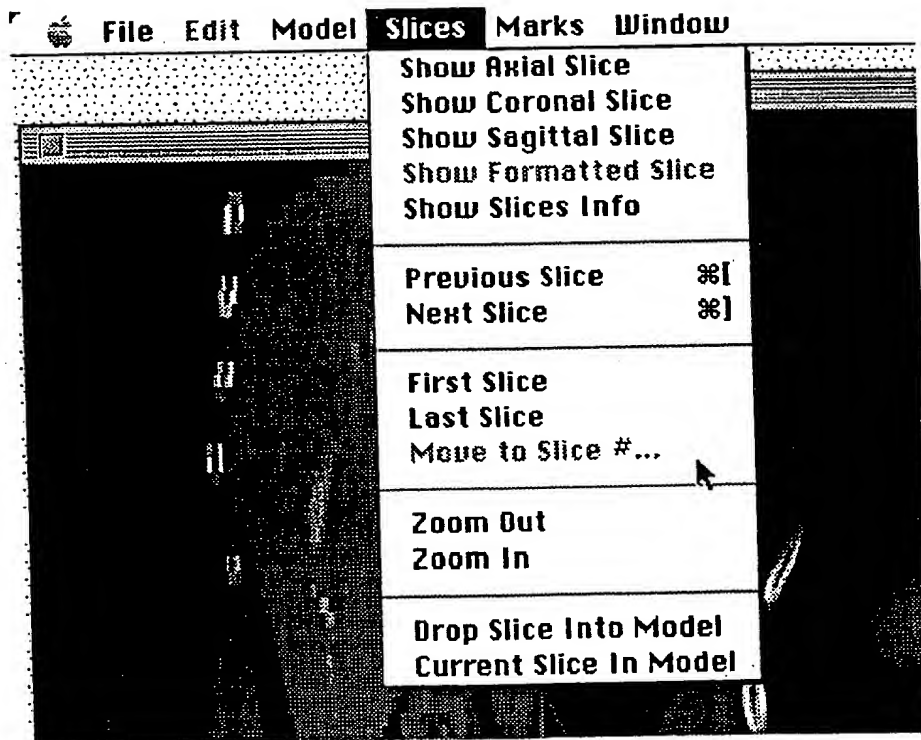 File Edit Model Slices Marks Window
Show Axial Slice
Show Coronal Slice
Show Sagittal Slice
Show Formatted Slice
Show Slices Info
Previous Slice ⌘[
Next Slice ⌘]
First Slice
Last Slice
Move to Slice #...
Zoom Out
Zoom In
Drop Slice Into Model
Current Slice In Model